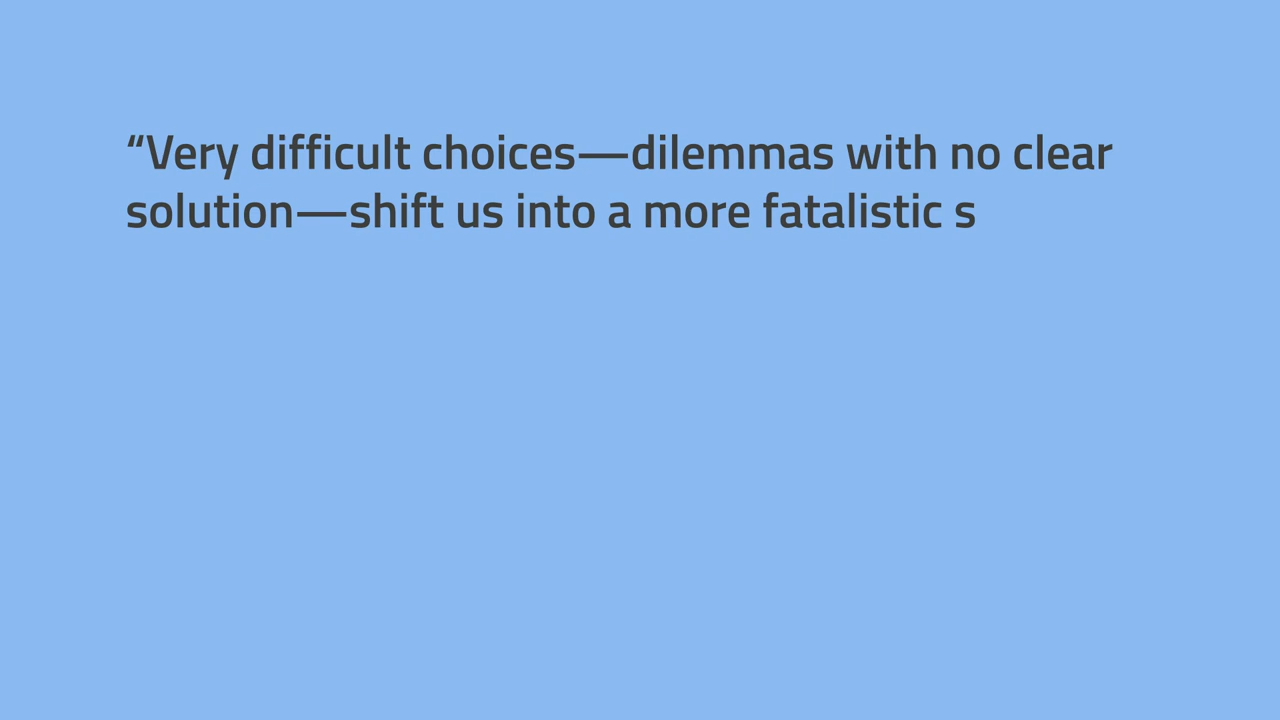 “Very difficult choices—dilemmas with no clear
solution—shift us into a more fatalistic s